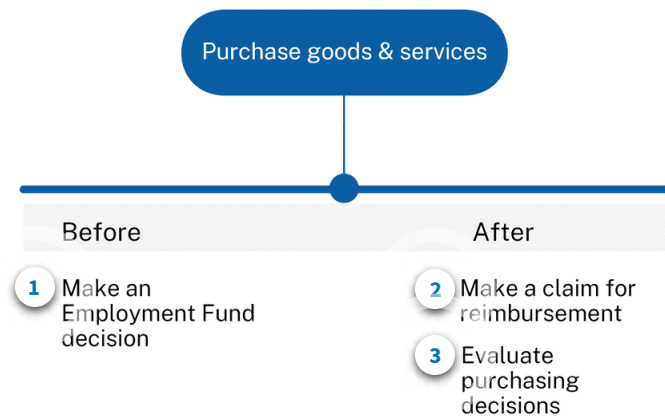 Purchase goods & services
Before
After
1
Make an
Employment Fund
decision
2
Make a claim for
reimbursement
3
Evaluate
purchasing
decisions